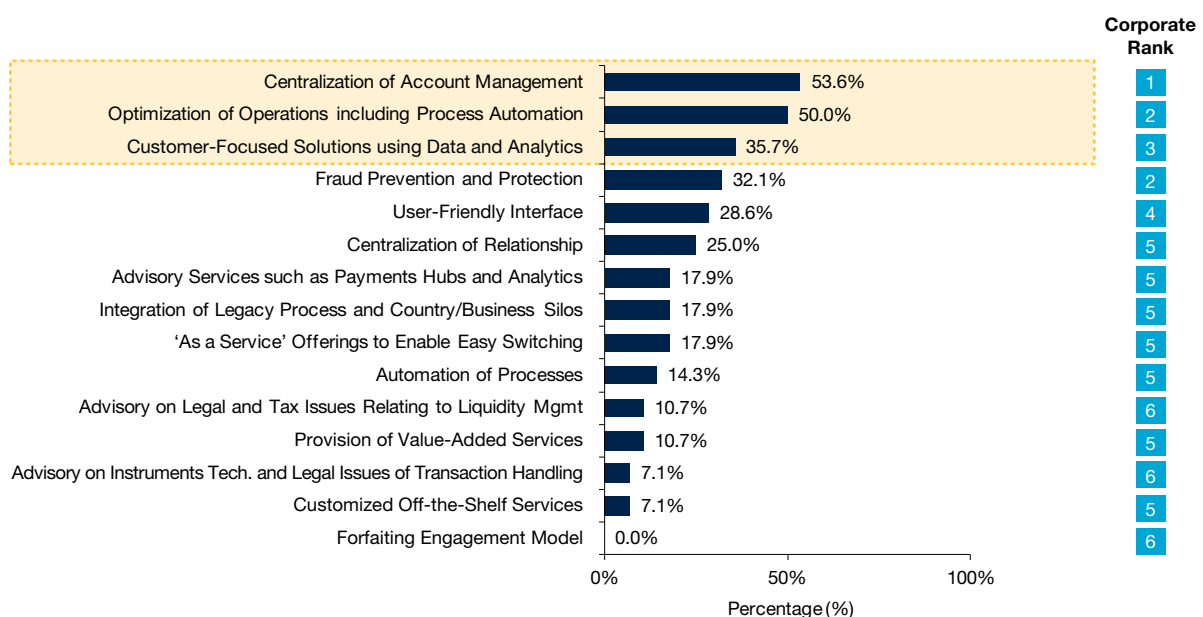 Corporate
Rank
Centralization of Account Management 53.6% 1
Optimization of Operations including Process Automation 50.0% 2
Customer-Focused Solutions using Data and Analytics 35.7% 3
Fraud Prevention and Protection 32.1% 2
User-Friendly Interface 28.6% 4
Centralization of Relationship 25.0% 5
Advisory Services such as Payments Hubs and Analytics 17.9% 5
Integration of Legacy Process and Country/Business Silos 17.9% 5
‘As a Service’ Offerings to Enable Easy Switching 17.9% 5
Automation of Processes 14.3% 5
Advisory on Legal and Tax Issues Relating to Liquidity Mgmt 10.7% 6
Provision of Value-Added Services 10.7% 5
Advisory on Instruments Tech. and Legal Issues of Transaction Handling 7.1% 6
Customized Off-the-Shelf Services 7.1% 5
Forfaiting Engagement Model 0.0% 6
0% 50% 100%
Percentage (%)